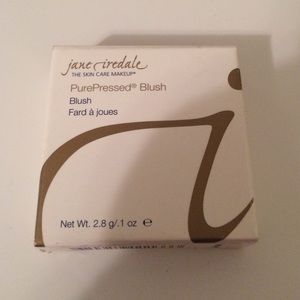 jane iredale
THE SKIN CARE MAKEUP®
PurePressed® Blush
Blush
Fard à joues
Net Wt. 2.8 g/.1 oz ℮